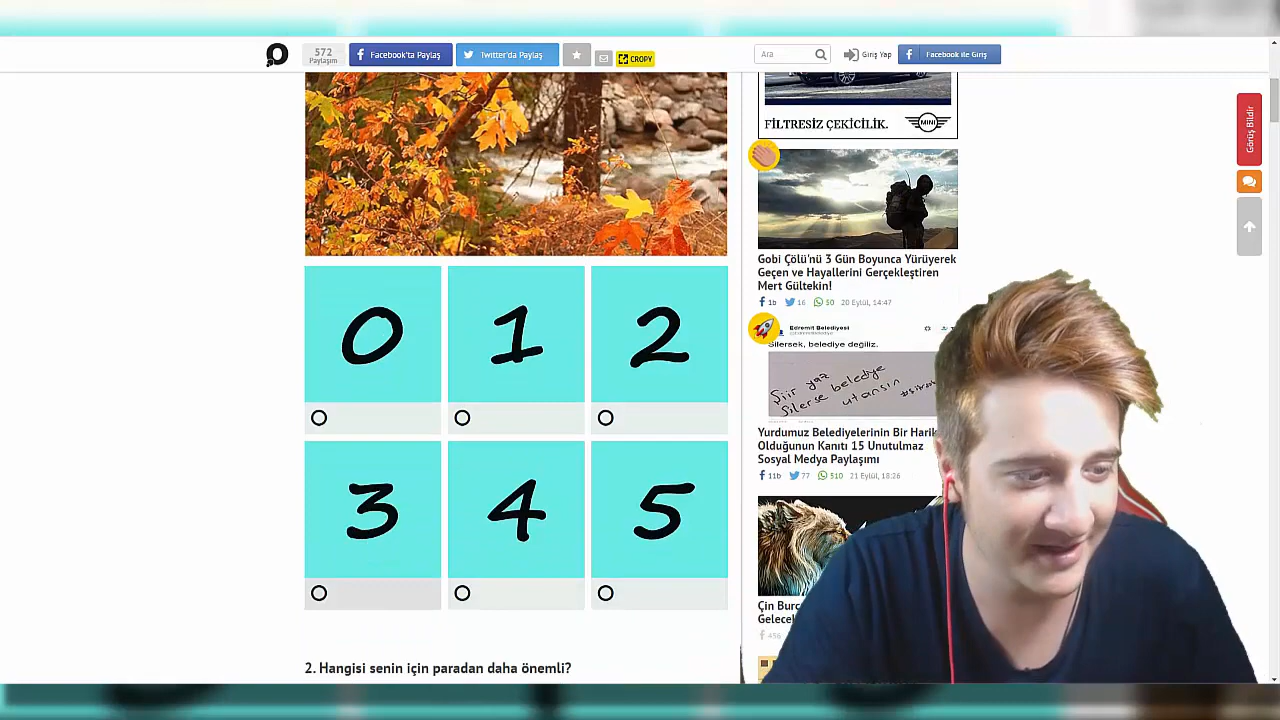 572
Paylaşım
Facebook'ta Paylaş
Twitter'da Paylaş
CROPY
Ara
Giriş Yap
Facebook ile Giriş
FİLTRESİZ ÇEKİCİLİK.
MINI
Görüş Bildir
Gobi Çölü'nü 3 Gün Boyunca Yürüyerek
Geçen ve Hayallerini Gerçekleştiren
Mert Gültekin!
1b 16 50 20 Eylül, 14:47
0 1 2
Edremit Belediyesi
Silersek, belediye değiliz.
Şiir yaz
Silerse belediye
utansın
Yurdumuz Belediyelerinin Bir
Olduğunun Kanıtı 15 Unutulmaz
Sosyal Medya Paylaşımı
11b 77 510 21 Eylül, 18:26
3 4 5
Çin
456
2. Hangisi senin için paradan daha önemli?